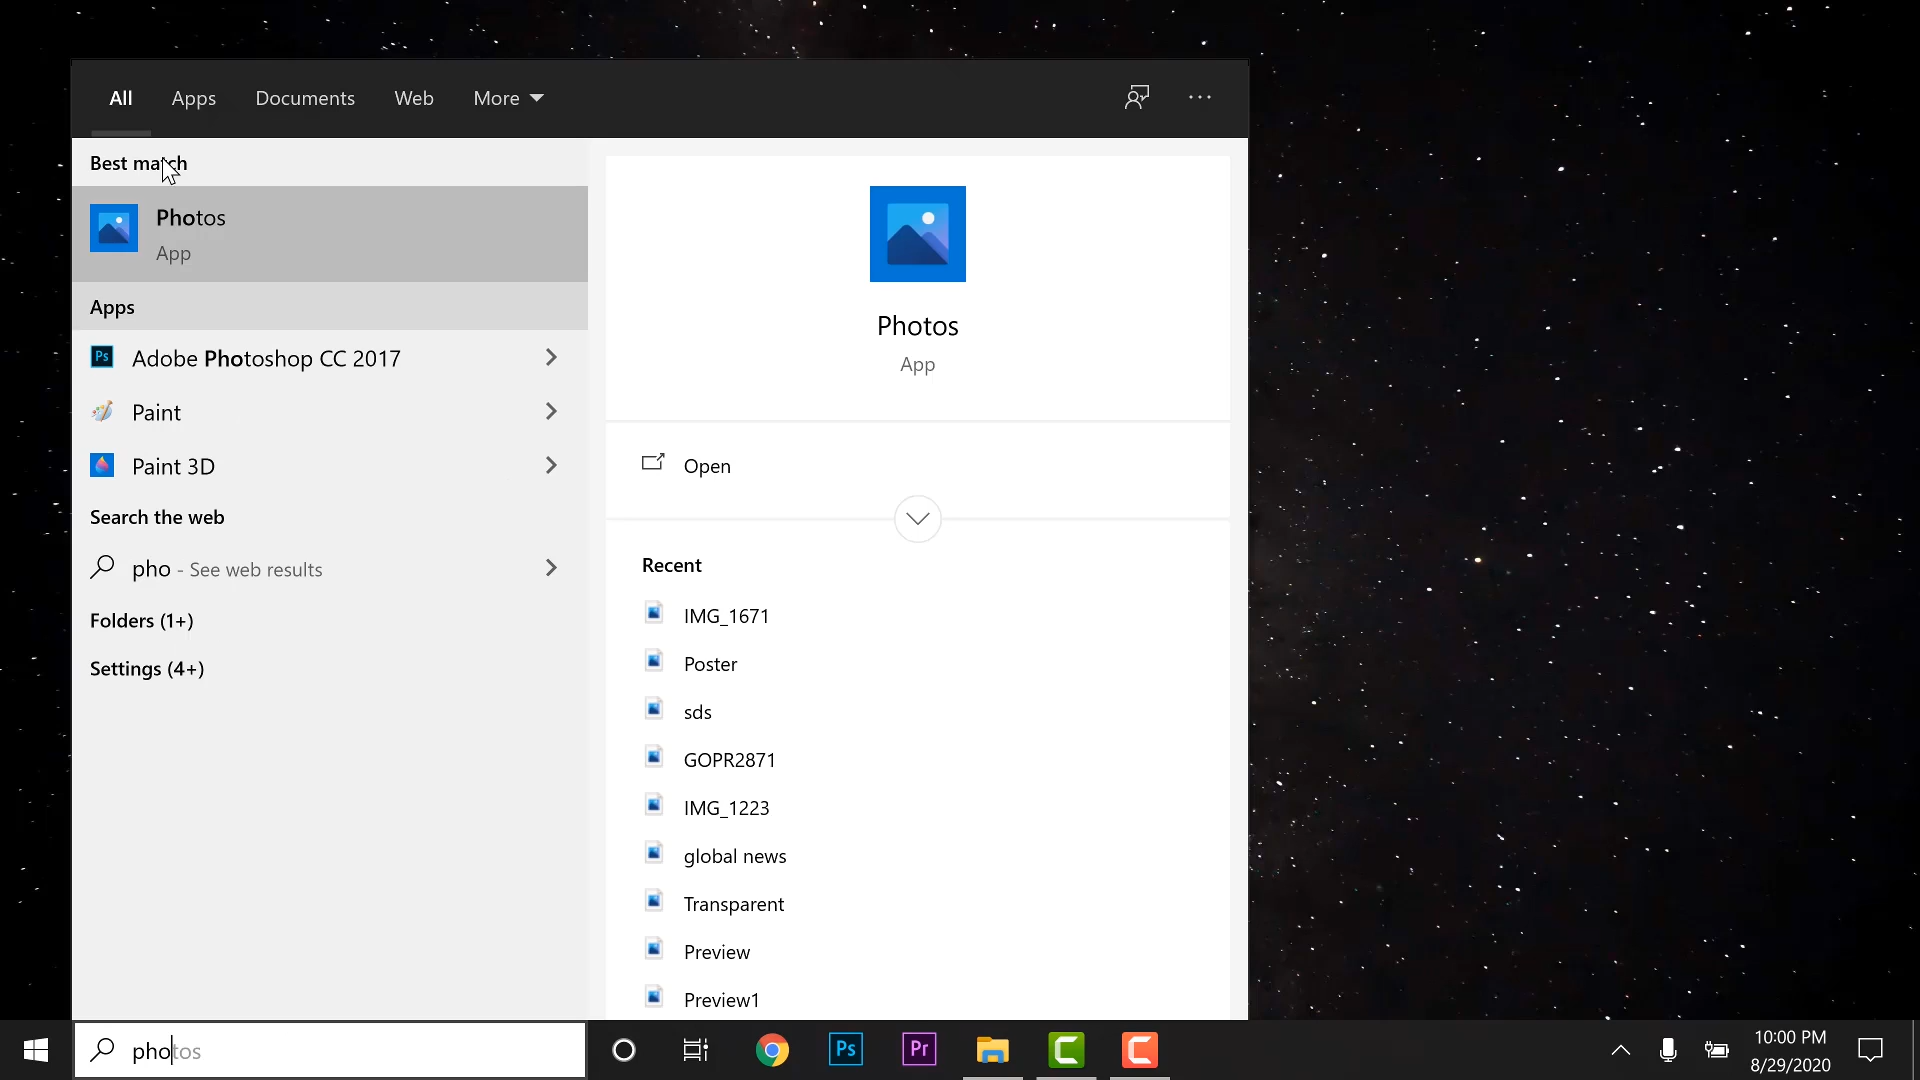 All Apps Documents Web More
Best match
Photos
App
Apps
Ps Adobe Photoshop CC 2017
Paint
Paint 3D
Search the web
pho - See web results
Folders (1+)
Settings (4+)
Photos
App
Open
Recent
IMG_1671
Poster
sds
GOPR2871
IMG_1223
global news
Transparent
Preview
Preview1
photos
Ps Pr
10:00 PM
8/29/2020